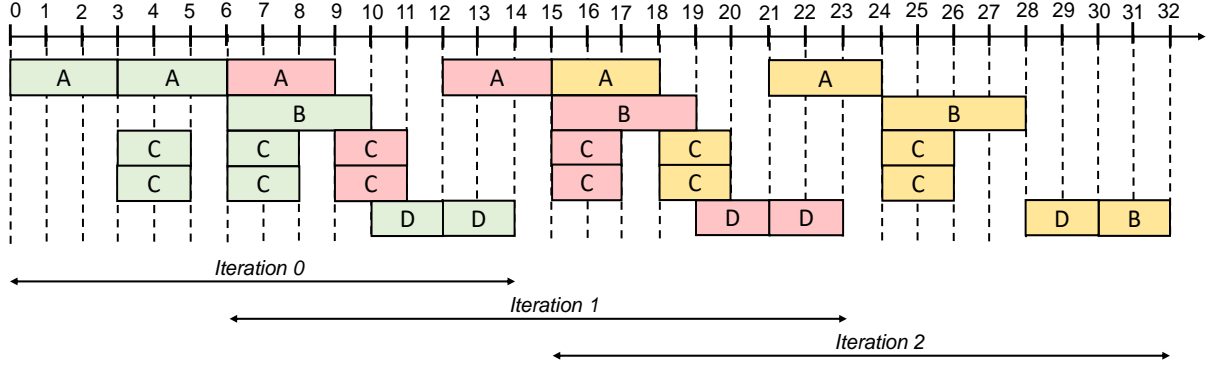 0 1 2 3 4 5 6 7 8 9 10 11 12 13 14 15 16 17 18 19 20 21 22 23 24 25 26 27 28 29 30 31 32
A A A A A A
B B B
C C C C C C
C C C C C C
D D D D D B
Iteration 0
Iteration 1
Iteration 2